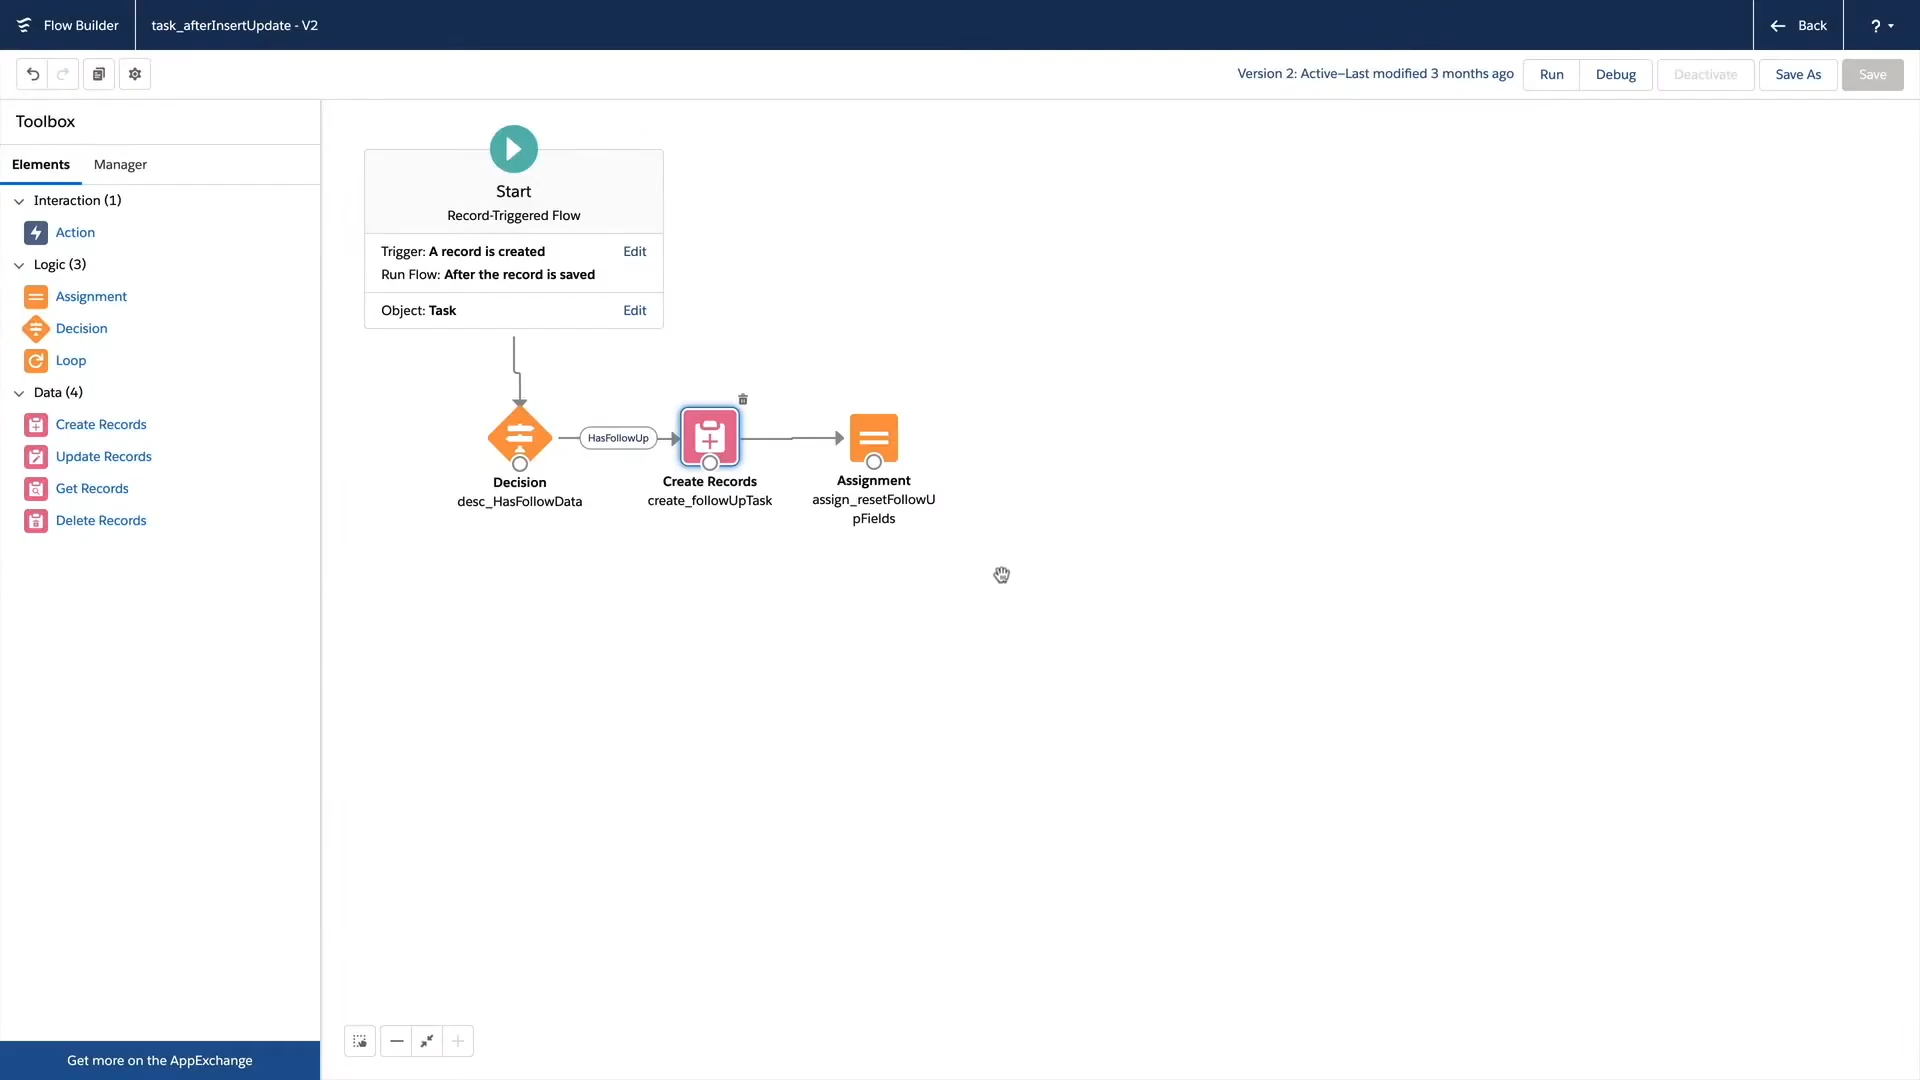 Flow Builder
task_afterInsertUpdate - V2
Back
?
Version 2: Active—Last modified 3 months ago
Run
Debug
Deactivate
Save As
Save
Toolbox
Elements
Manager
Interaction (1)
Action
Logic (3)
Assignment
Decision
Loop
Data (4)
Create Records
Update Records
Get Records
Delete Records
Get more on the AppExchange
Start
Record-Triggered Flow
Trigger: A record is created
Edit
Run Flow: After the record is saved
Object: Task
Edit
HasFollowUp
Decision
desc_HasFollowData
Create Records
create_followUpTask
Assignment
assign_resetFollowU
pFields